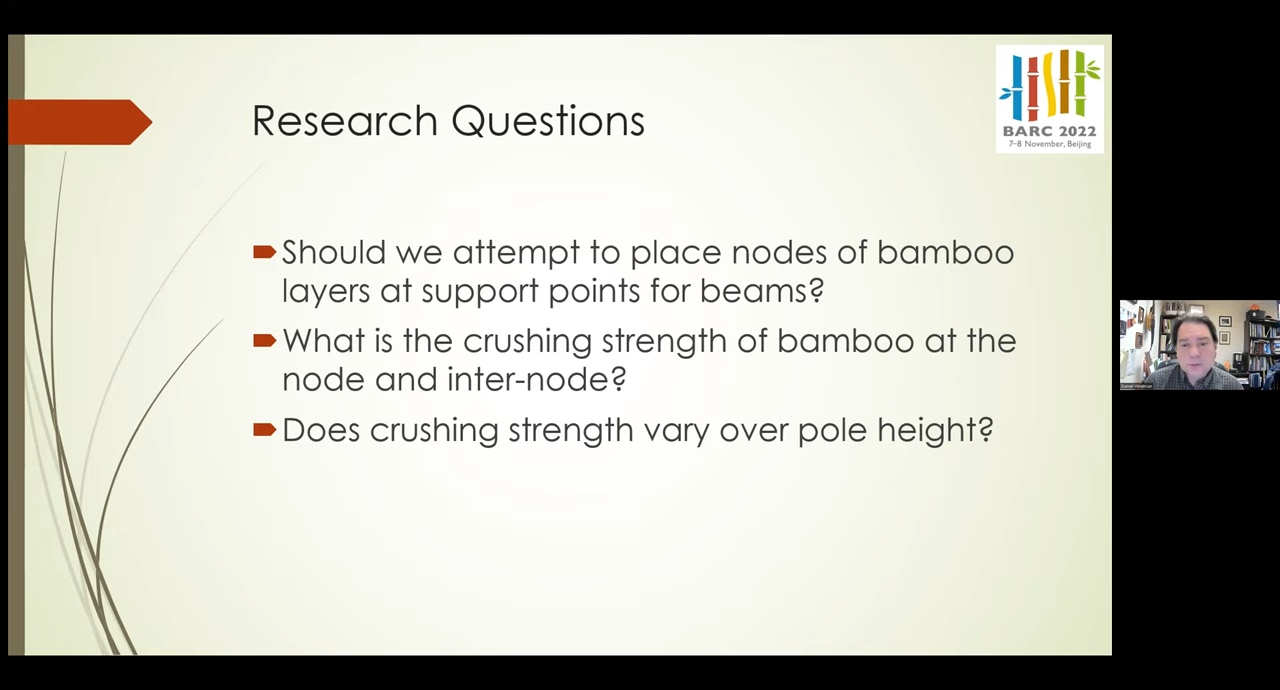 Research Questions
BARC 2022
7-8 November, Beijing
Should we attempt to place nodes of bamboo
layers at support points for beams?
What is the crushing strength of bamboo at the
node and inter-node?
Does crushing strength vary over pole height?
Daniel Hindman